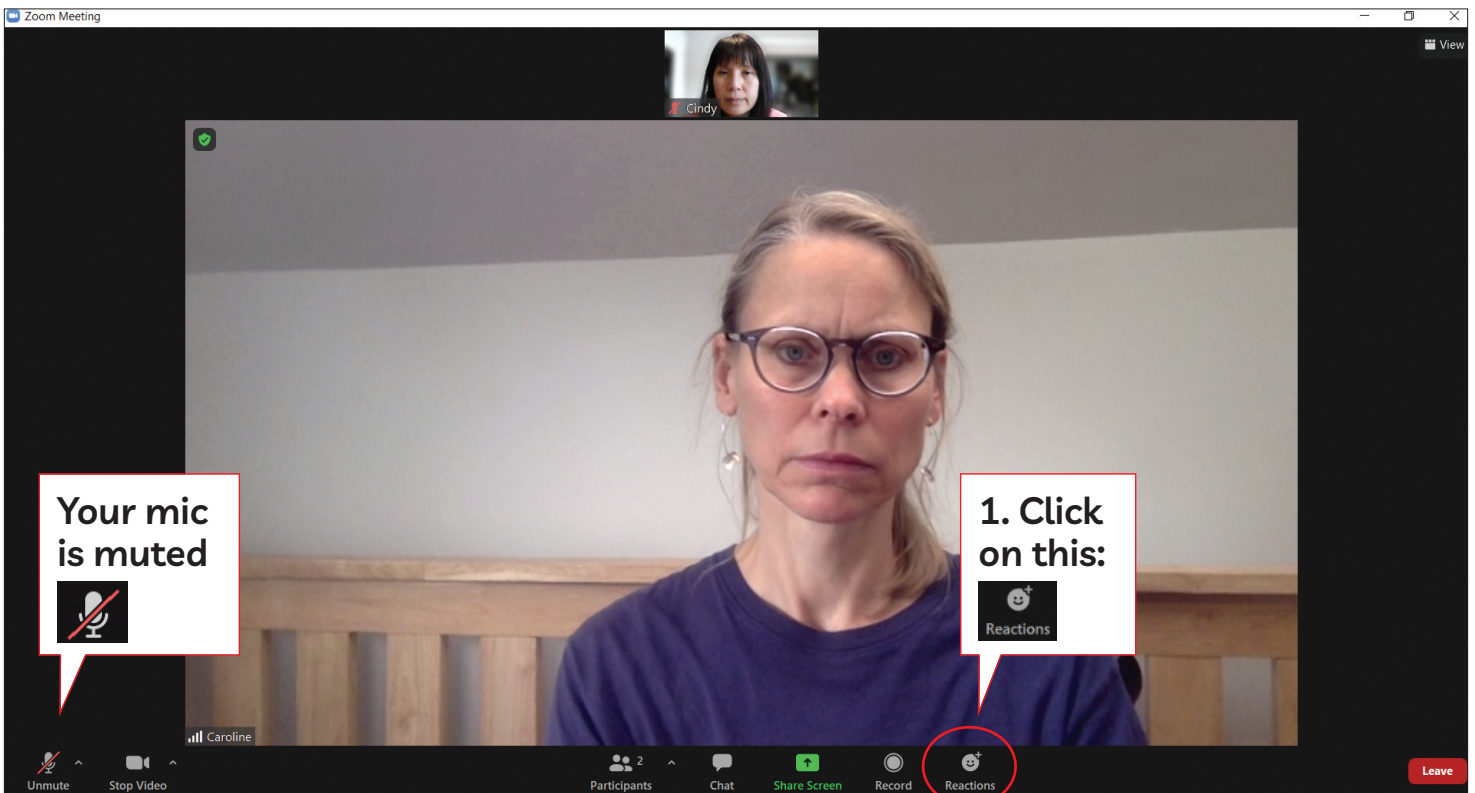 Zoom Meeting
View
Cindy
Your mic
is muted
1. Click
on this:
Reactions
Caroline
Unmute
Stop Video
Participants
2
Chat
Share Screen
Record
Reactions
Leave